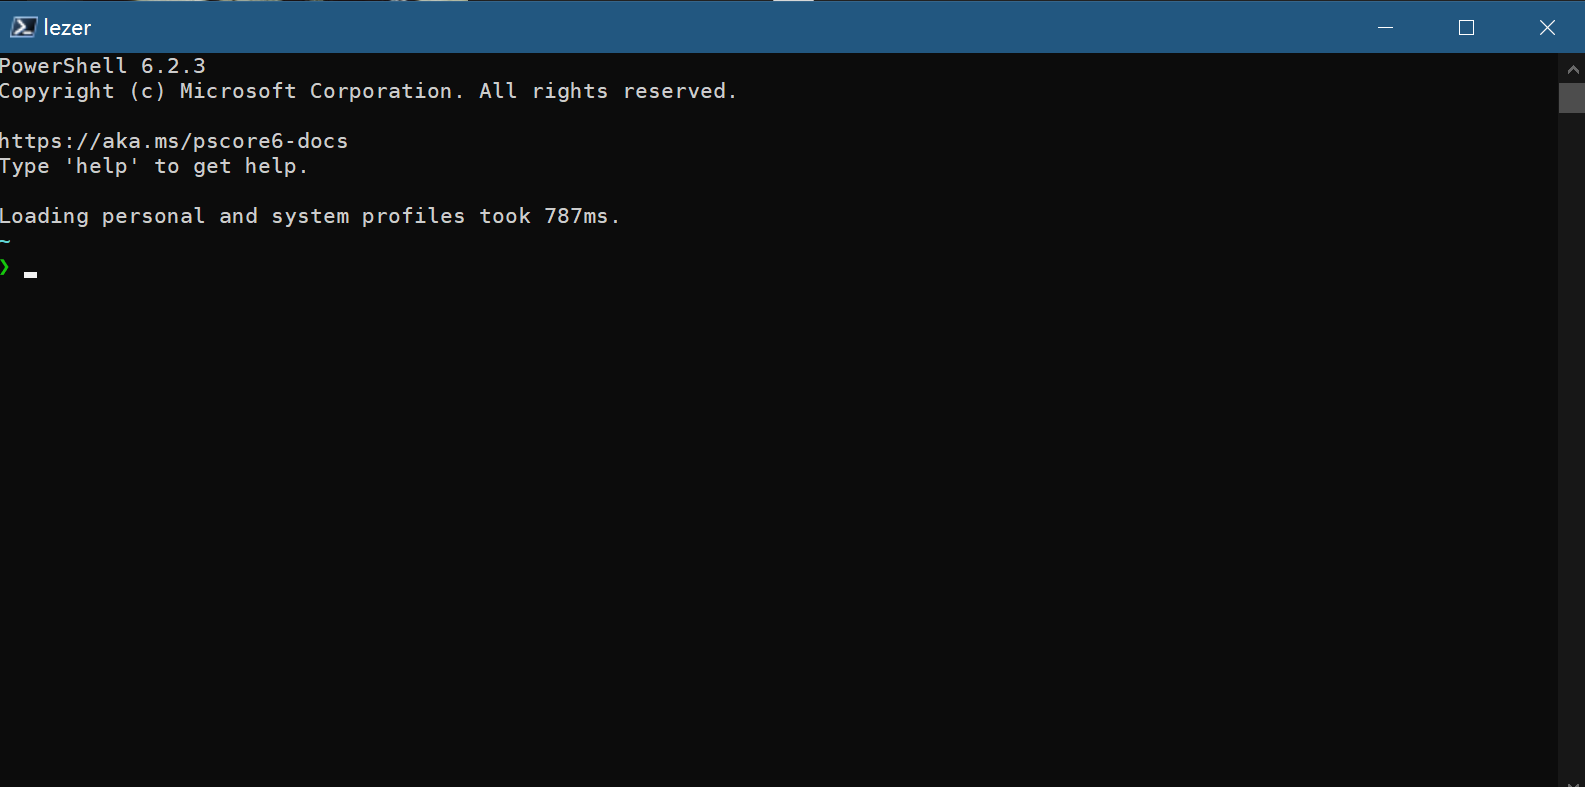 lezer
PowerShell 6.2.3
Copyright (c) Microsoft Corporation. All rights reserved.
https://aka.ms/pscore6-docs
Type 'help' to get help.
Loading personal and system profiles took 787ms.
~
❯